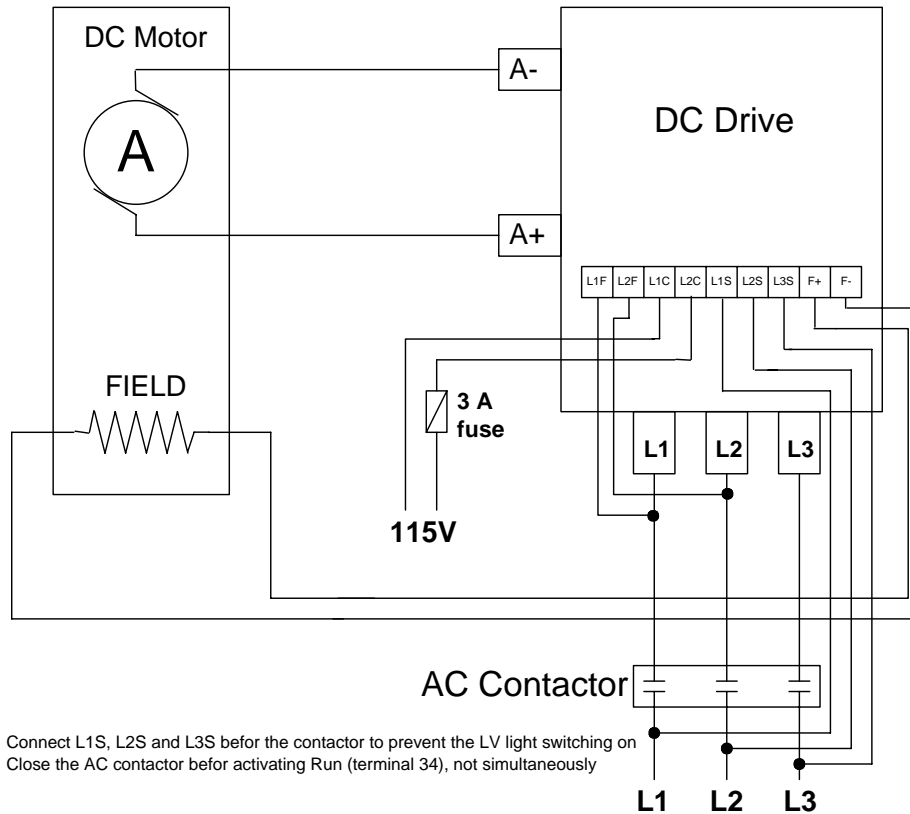 DC Motor
A
A-
A+
DC Drive
L1F L2F L1C L2C L1S L2S L3S F+ F-
FIELD
3 A
fuse
115V
L1 L2 L3
AC Contactor
Connect L1S, L2S and L3S befor the contactor to prevent the LV light switching on
Close the AC contactor befor activating Run (terminal 34), not simultaneously
L1 L2 L3